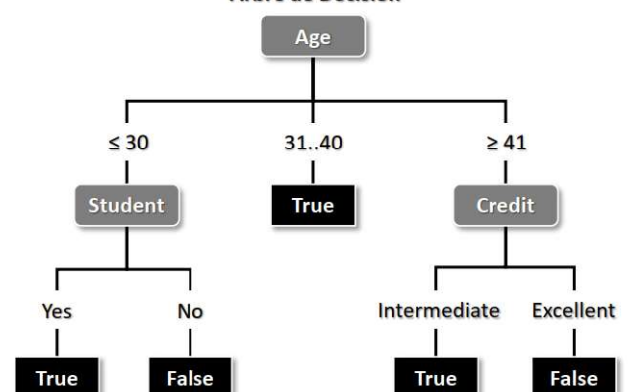 Age
≤ 30 31..40 ≥ 41
Student True Credit
Yes No Intermediate Excellent
True False True False